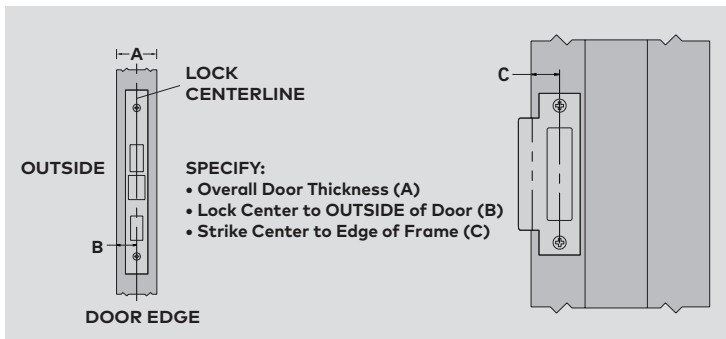 A
LOCK
CENTERLINE
OUTSIDE
SPECIFY:
• Overall Door Thickness (A)
• Lock Center to OUTSIDE of Door (B)
• Strike Center to Edge of Frame (C)
B
DOOR EDGE
C